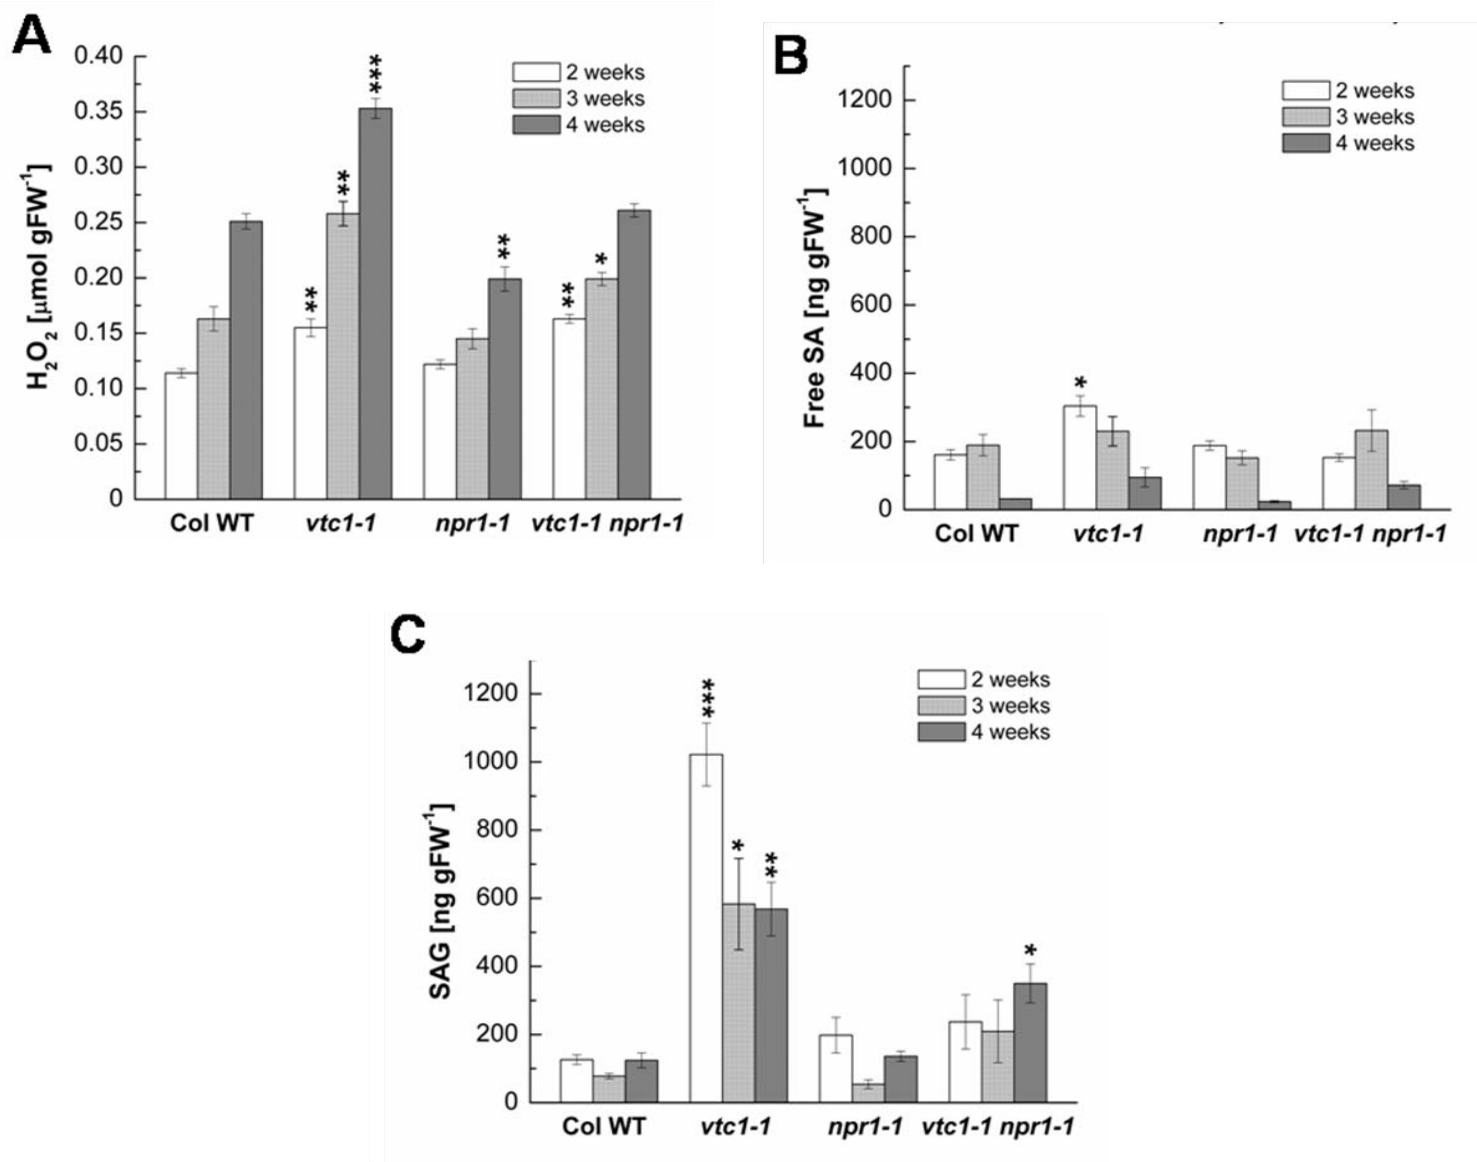 A
0.40
0.35
0.30
0.25
0.20
0.15
0.10
0.05
0
H2O2 [μmol gFW-1]
2 weeks
3 weeks
4 weeks
**
**
***
**
**
*
Col WT vtc1-1 npr1-1 vtc1-1 npr1-1
B
1200
1000
800
600
400
200
0
Free SA [ng gFW-1]
2 weeks
3 weeks
4 weeks
*
Col WT vtc1-1 npr1-1 vtc1-1 npr1-1
C
1200
1000
800
600
400
200
0
SAG [ng gFW-1]
2 weeks
3 weeks
4 weeks
***
*
**
*
Col WT vtc1-1 npr1-1 vtc1-1 npr1-1